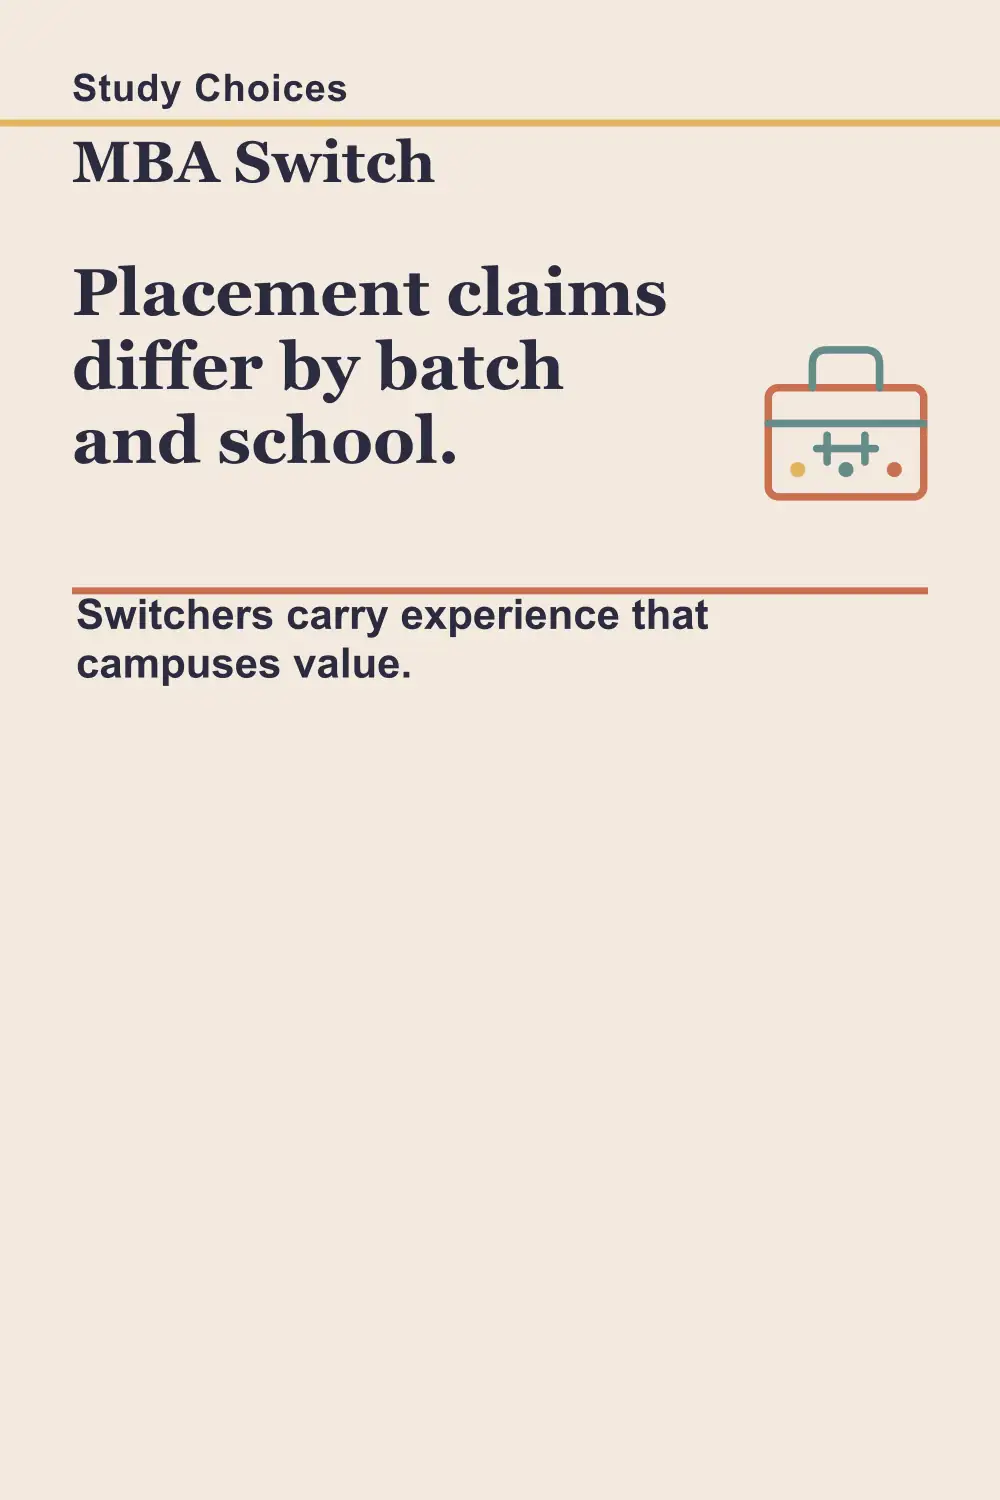 Study Choices
MBA Switch
Placement claims
differ by batch
and school.
Switchers carry experience that
campuses value.